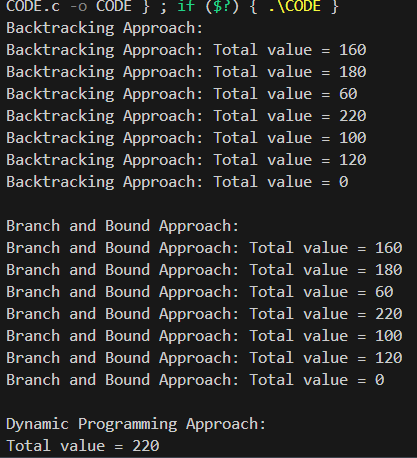 CODE.c -o CODE } ; if ($?) { .\CODE }
Backtracking Approach:
Backtracking Approach: Total value = 160
Backtracking Approach: Total value = 180
Backtracking Approach: Total value = 60
Backtracking Approach: Total value = 220
Backtracking Approach: Total value = 100
Backtracking Approach: Total value = 120
Backtracking Approach: Total value = 0

Branch and Bound Approach:
Branch and Bound Approach: Total value = 160
Branch and Bound Approach: Total value = 180
Branch and Bound Approach: Total value = 60
Branch and Bound Approach: Total value = 220
Branch and Bound Approach: Total value = 100
Branch and Bound Approach: Total value = 120
Branch and Bound Approach: Total value = 0

Dynamic Programming Approach:
Total value = 220